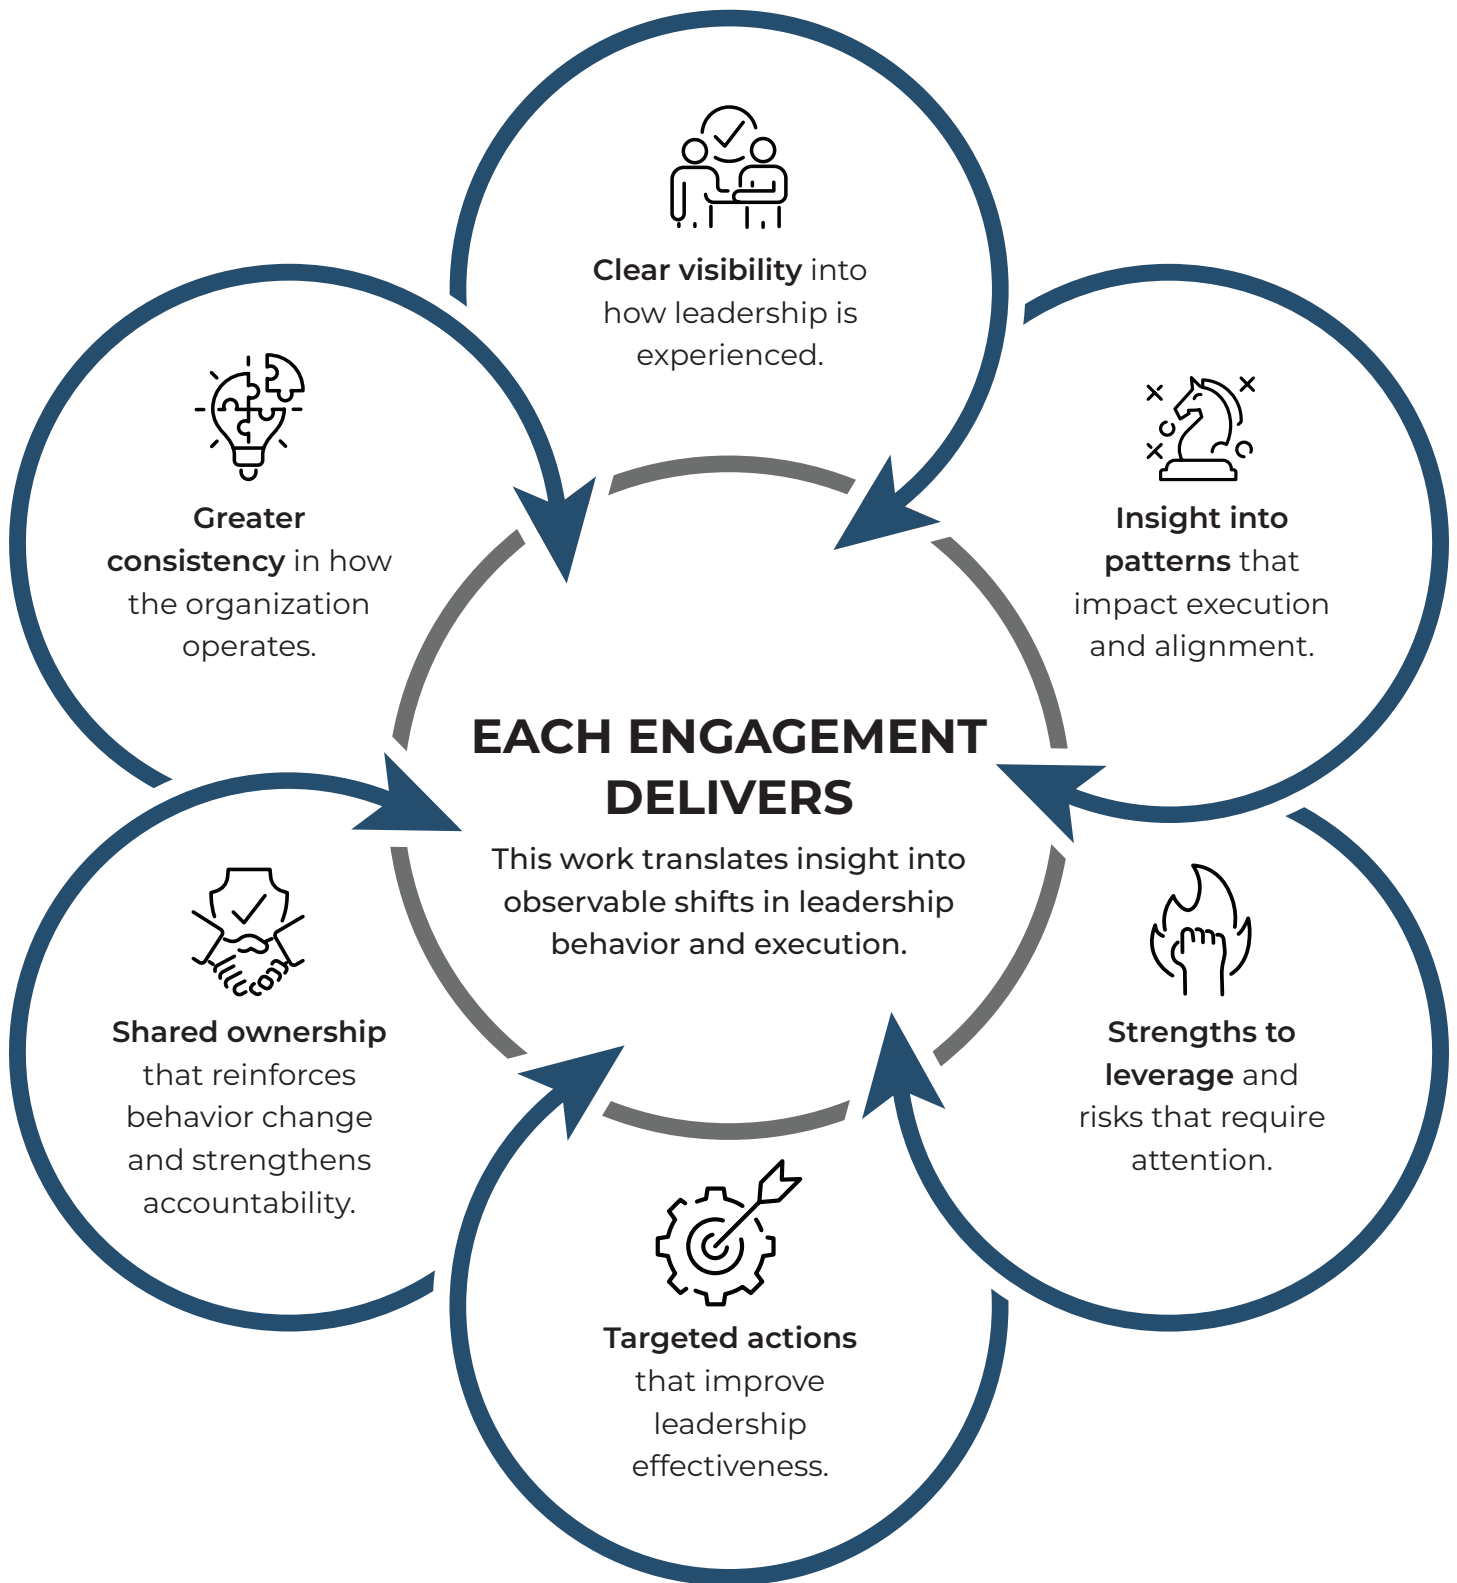 Clear visibility into
how leadership is
experienced.
Insight into
patterns that
impact execution
and alignment.
Strengths to
leverage and
risks that require
attention.
Targeted actions
that improve
leadership
effectiveness.
Shared ownership
that reinforces
behavior change
and strengthens
accountability.
Greater
consistency in how
the organization
operates.
EACH ENGAGEMENT
DELIVERS
This work translates insight into
observable shifts in leadership
behavior and execution.